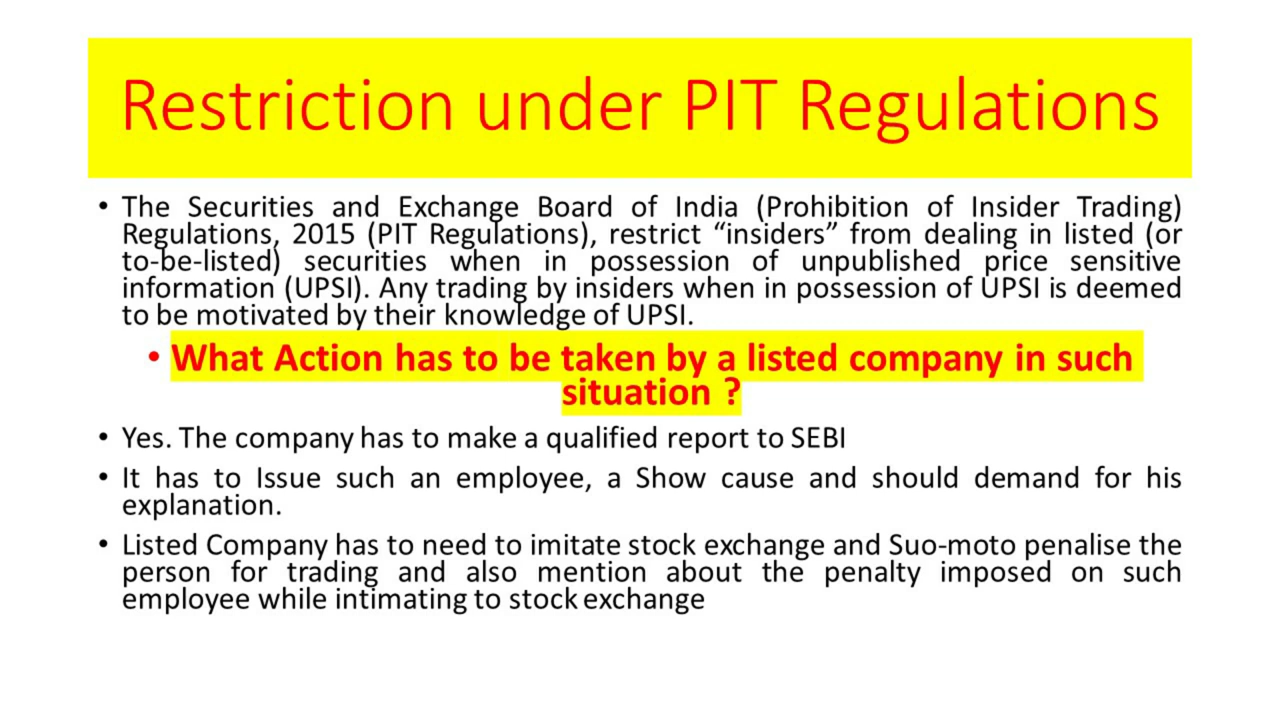 Restriction under PIT Regulations
• The Securities and Exchange Board of India (Prohibition of Insider Trading)
Regulations, 2015 (PIT Regulations), restrict “insiders” from dealing in listed (or
to-be-listed) securities when in possession of unpublished price sensitive
information (UPSI). Any trading by insiders when in possession of UPSI is deemed
to be motivated by their knowledge of UPSI.
• What Action has to be taken by a listed company in such
situation ?
• Yes. The company has to make a qualified report to SEBI
• It has to Issue such an employee, a Show cause and should demand for his
explanation.
• Listed Company has to need to imitate stock exchange and Suo-moto penalise the
person for trading and also mention about the penalty imposed on such
employee while intimating to stock exchange